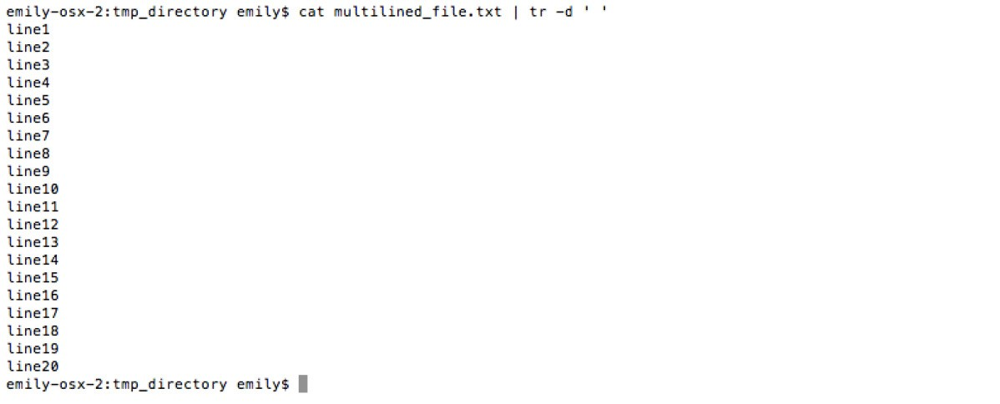 emily-osx-2:tmp_directory emily$ cat multilined_file.txt | tr -d ' '
line1
line2
line3
line4
line5
line6
line7
line8
line9
line10
line11
line12
line13
line14
line15
line16
line17
line18
line19
line20
emily-osx-2:tmp_directory emily$